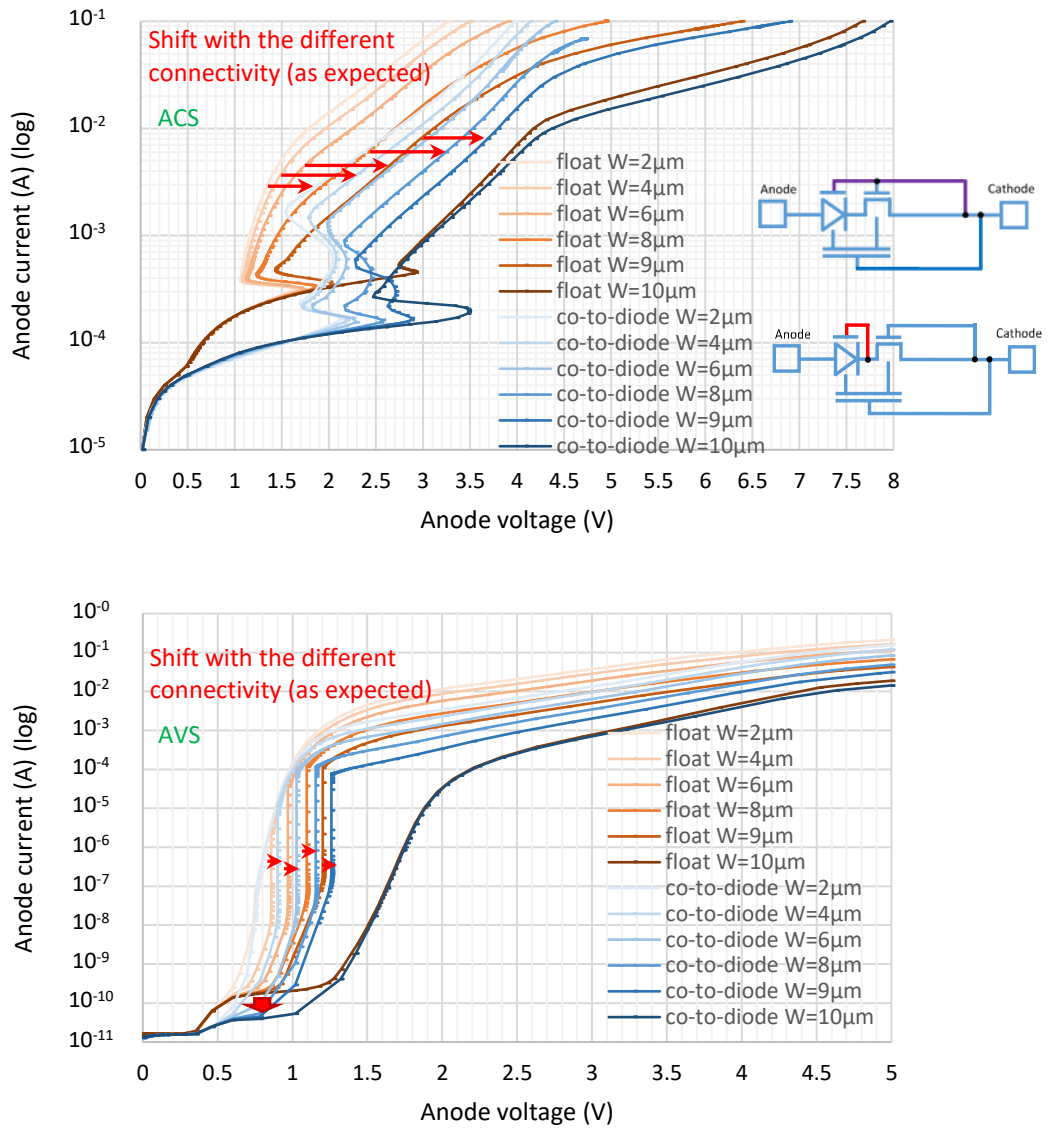 10-1
10-2
10-3
10-4
10-5
Anode current (A) (log)
Shift with the different
connectivity (as expected)
ACS
float W=2µm
float W=4µm
float W=6µm
float W=8µm
float W=9µm
float W=10µm
co-to-diode W=2µm
co-to-diode W=4µm
co-to-diode W=6µm
co-to-diode W=8µm
co-to-diode W=9µm
co-to-diode W=10µm
Anode
Cathode
Anode
Cathode
0 0.5 1 1.5 2 2.5 3 3.5 4 4.5 5 5.5 6 6.5 7 7.5 8
Anode voltage (V)
10-0
10-1
10-2
10-3
10-4
10-5
10-6
10-7
10-8
10-9
10-10
10-11
Anode current (A) (log)
Shift with the different
connectivity (as expected)
AVS
float W=2µm
float W=4µm
float W=6µm
float W=8µm
float W=9µm
float W=10µm
co-to-diode W=2µm
co-to-diode W=4µm
co-to-diode W=6µm
co-to-diode W=8µm
co-to-diode W=9µm
co-to-diode W=10µm
0 0.5 1 1.5 2 2.5 3 3.5 4 4.5 5
Anode voltage (V)